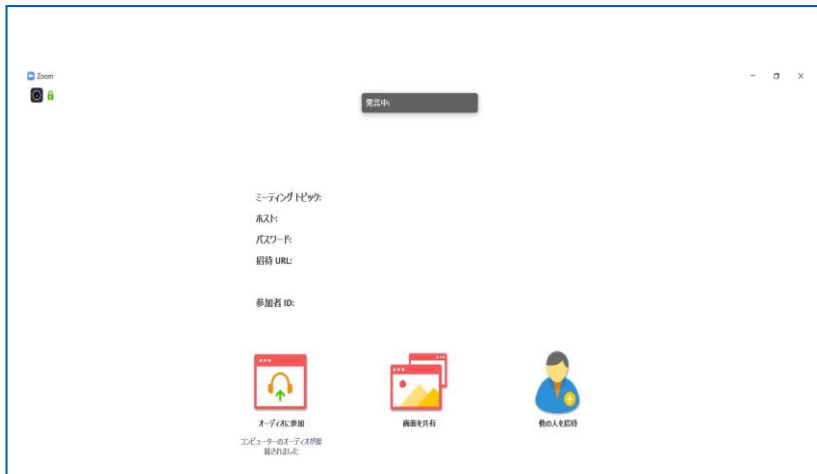 Zoom
発言中:
ミーティングトピック:
ホスト:
パスワード:
招待 URL:
参加者 ID:
オーディオに参加
コンピューターのオーディオが接
続されました
画面を共有
他の人を招待